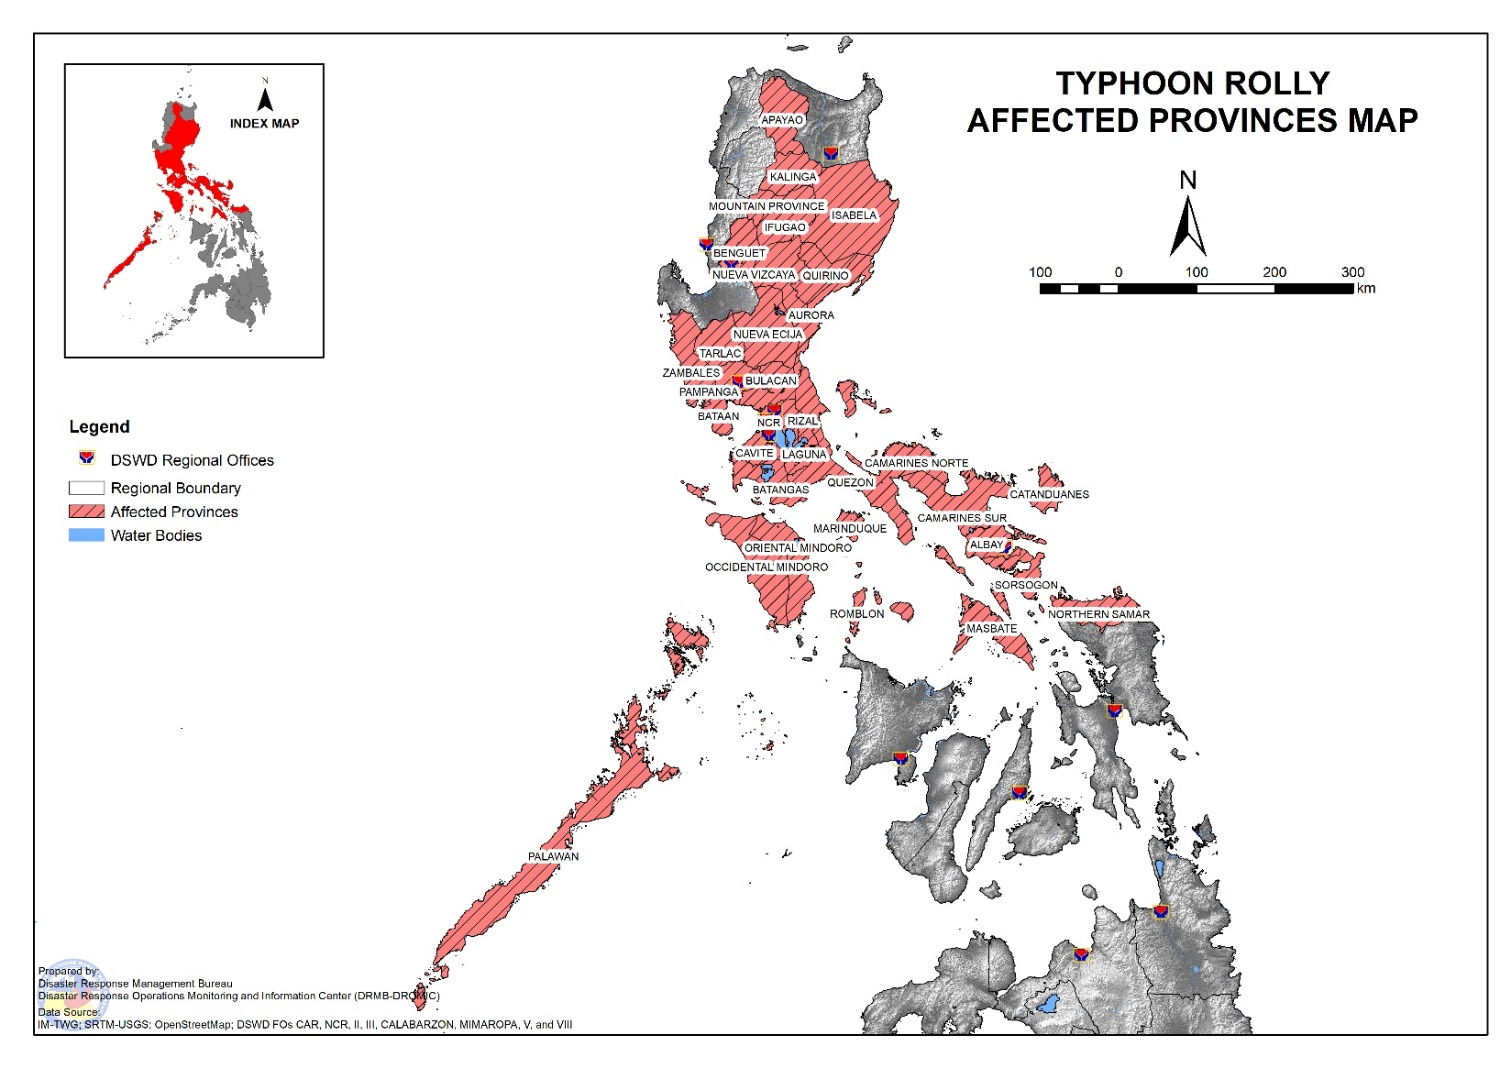 TYPHOON ROLLY
AFFECTED PROVINCES MAP
N
INDEX MAP
N
100 0 100 200 300
km
Legend
DSWD Regional Offices
Regional Boundary
Affected Provinces
Water Bodies
APAYAO
KALINGA
MOUNTAIN PROVINCE
ISABELA
IFUGAO
BENGUET
NUEVA VIZCAYA
QUIRINO
AURORA
NUEVA ECIJA
TARLAC
ZAMBALES
BULACAN
PAMPANGA
BATAAN
NCR
RIZAL
CAVITE
LAGUNA
CAMARINES NORTE
QUEZON
BATANGAS
CATANDUANES
CAMARINES SUR
MARINDUQUE
ALBAY
ORIENTAL MINDORO
OCCIDENTAL MINDORO
SORSOGON
ROMBLON
NORTHERN SAMAR
MASBATE
PALAWAN
Prepared by:
Disaster Response Management Bureau
Disaster Response Operations Monitoring and Information Center (DRMB-DROMIC)
Data Source:
IM-TWG; SRTM-USGS; OpenStreetMap; DSWD FOs CAR, NCR, II, III, CALABARZON, MIMAROPA, V, and VIII